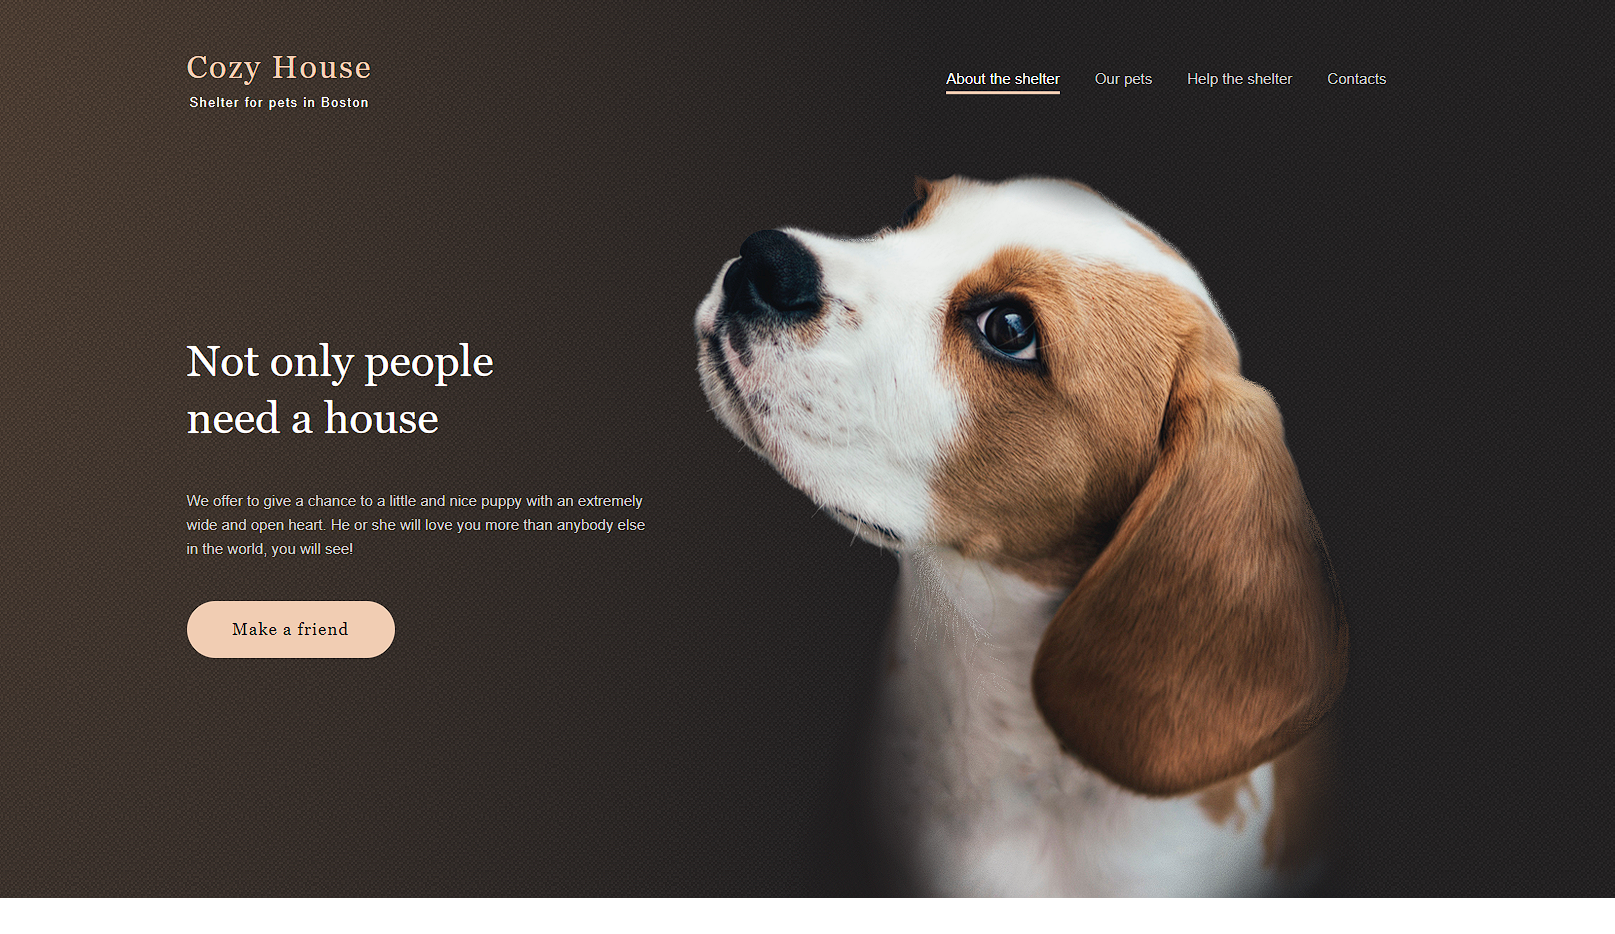 Cozy House
Shelter for pets in Boston
About the shelter
Our pets
Help the shelter
Contacts
Not only people
need a house
We offer to give a chance to a little and nice puppy with an extremely
wide and open heart. He or she will love you more than anybody else
in the world, you will see!
Make a friend